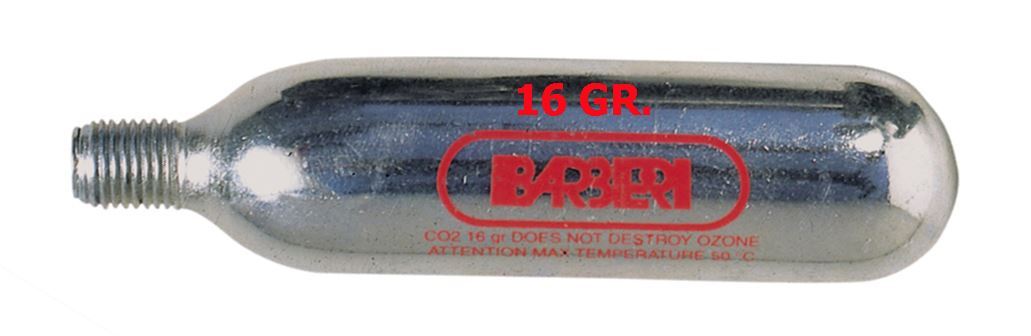 16 GR.
BARBIERI
CO2 16 gr DOES NOT DESTROY OZONE
ATTENTION MAX TEMPERATURE 50 °C